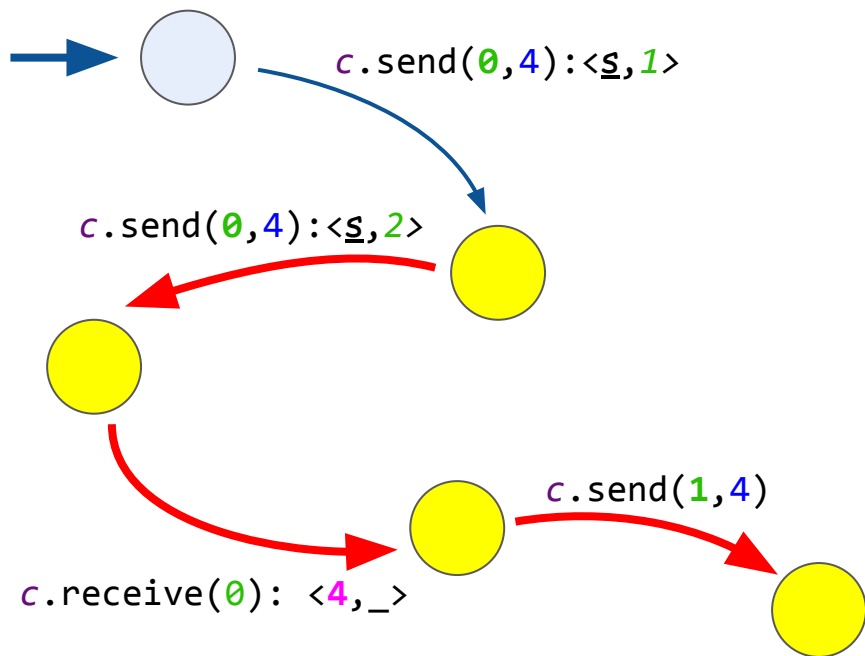 c.send(0,4):<s,1>
c.send(0,4):<s,2>
c.send(1,4)
c.receive(0): <4,_>